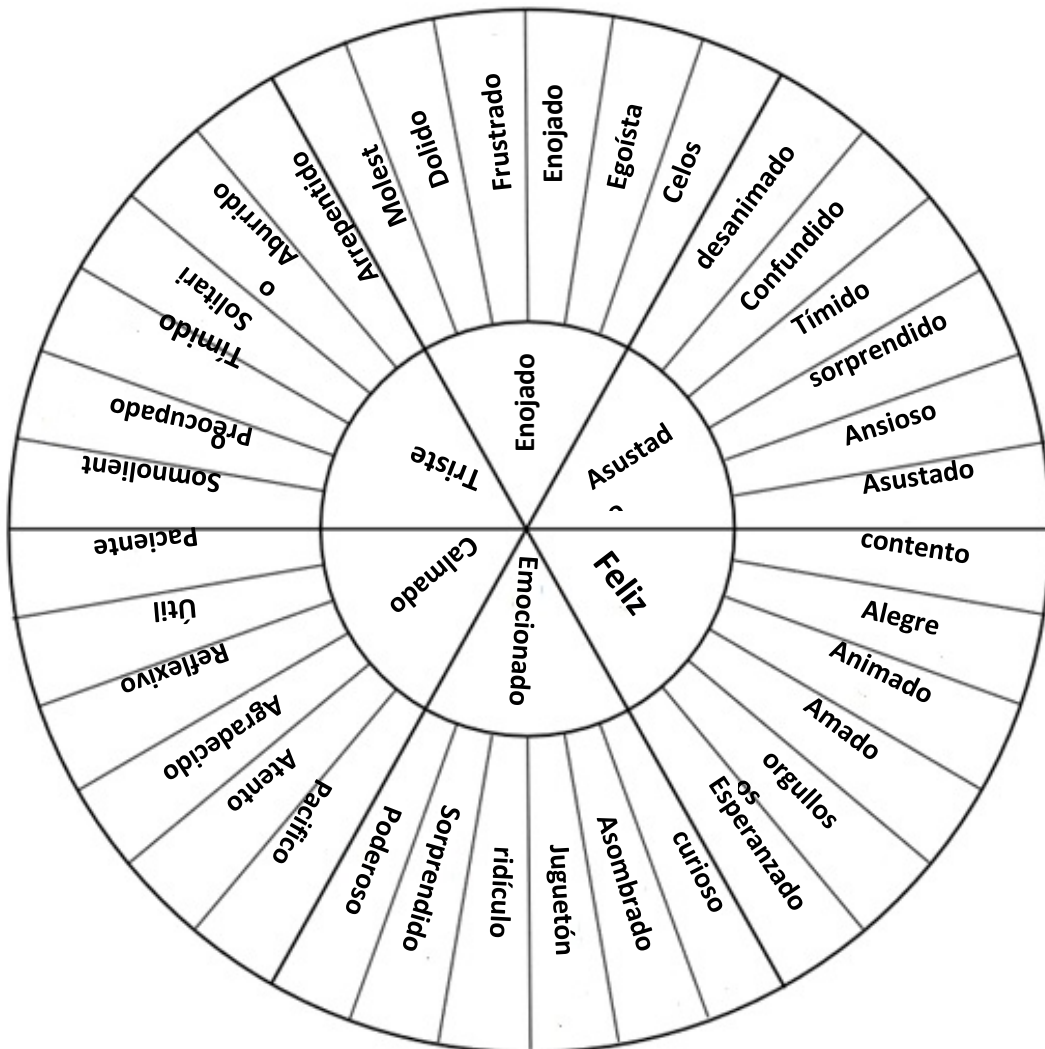 Enojado
Asustad
Feliz
Emocionado
Calmado
Triste
Molest
Dolido
Frustrado
Enojado
Egoísta
Celos
desanimado
Confundido
Tímido
sorprendido
Ansioso
Asustado
contento
Alegre
Animado
Amado
orgullos
os
Esperanzado
curioso
Asombrado
Juguetón
ridículo
Sorprendido
Poderoso
Pacífico
Atento
Agradecido
Reflexivo
Útil
Paciente
Somnolient
o
Preocupado
Tímido
Solitari
o
Aburrido
Arrepentido